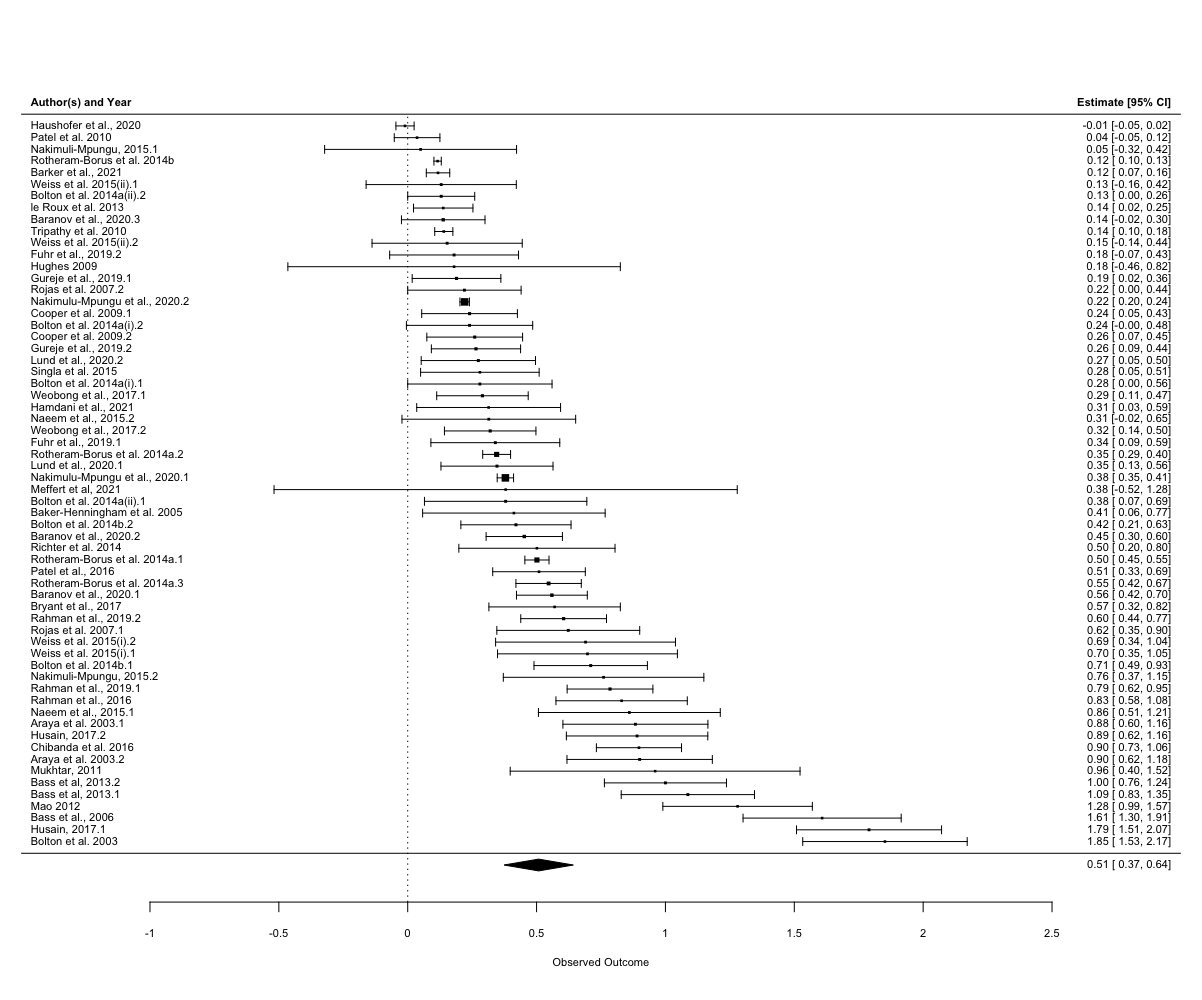 Author(s) and Year Estimate [95% CI]
Haushofer et al., 2020 -0.01 [-0.05, 0.02]
Patel et al. 2010 0.04 [-0.05, 0.12]
Nakimuli-Mpungu, 2015.1 0.05 [-0.32, 0.42]
Rotheram-Borus et al. 2014b 0.12 [ 0.10, 0.13]
Barker et al., 2021 0.12 [ 0.07, 0.16]
Weiss et al. 2015(ii).1 0.13 [-0.16, 0.42]
Bolton et al. 2014a(ii).2 0.13 [ 0.00, 0.26]
le Roux et al. 2013 0.14 [ 0.02, 0.25]
Baranov et al., 2020.3 0.14 [-0.02, 0.30]
Tripathy et al. 2010 0.14 [ 0.10, 0.18]
Weiss et al. 2015(ii).2 0.15 [-0.14, 0.44]
Fuhr et al., 2019.2 0.18 [-0.07, 0.43]
Hughes 2009 0.18 [-0.46, 0.82]
Gureje et al., 2019.1 0.19 [ 0.02, 0.36]
Rojas et al. 2007.2 0.22 [ 0.00, 0.44]
Nakimulu-Mpungu et al., 2020.2 0.22 [ 0.20, 0.24]
Cooper et al. 2009.1 0.24 [ 0.05, 0.43]
Bolton et al. 2014a(i).2 0.24 [-0.00, 0.48]
Cooper et al. 2009.2 0.26 [ 0.07, 0.45]
Gureje et al., 2019.2 0.26 [ 0.09, 0.44]
Lund et al., 2020.2 0.27 [ 0.05, 0.50]
Singla et al. 2015 0.28 [ 0.05, 0.51]
Bolton et al. 2014a(i).1 0.28 [ 0.00, 0.56]
Weobong et al., 2017.1 0.29 [ 0.11, 0.47]
Hamdani et al., 2021 0.31 [ 0.03, 0.59]
Naeem et al., 2015.2 0.31 [-0.02, 0.65]
Weobong et al., 2017.2 0.32 [ 0.14, 0.50]
Fuhr et al., 2019.1 0.34 [ 0.09, 0.59]
Rotheram-Borus et al. 2014a.2 0.35 [ 0.29, 0.40]
Lund et al., 2020.1 0.35 [ 0.13, 0.56]
Nakimulu-Mpungu et al., 2020.1 0.38 [ 0.35, 0.41]
Meffert et al, 2021 0.38 [-0.52, 1.28]
Bolton et al. 2014a(ii).1 0.38 [ 0.07, 0.69]
Baker-Henningham et al. 2005 0.41 [ 0.06, 0.77]
Bolton et al. 2014b.2 0.42 [ 0.21, 0.63]
Baranov et al., 2020.2 0.45 [ 0.30, 0.60]
Richter et al. 2014 0.50 [ 0.20, 0.80]
Rotheram-Borus et al. 2014a.1 0.50 [ 0.45, 0.55]
Patel et al., 2016 0.51 [ 0.33, 0.69]
Rotheram-Borus et al. 2014a.3 0.55 [ 0.42, 0.67]
Baranov et al., 2020.1 0.56 [ 0.42, 0.70]
Bryant et al., 2017 0.57 [ 0.32, 0.82]
Rahman et al., 2019.2 0.60 [ 0.44, 0.77]
Rojas et al. 2007.1 0.62 [ 0.35, 0.90]
Weiss et al. 2015(i).2 0.69 [ 0.34, 1.04]
Weiss et al. 2015(i).1 0.70 [ 0.35, 1.05]
Bolton et al. 2014b.1 0.71 [ 0.49, 0.93]
Nakimuli-Mpungu, 2015.2 0.76 [ 0.37, 1.15]
Rahman et al., 2019.1 0.79 [ 0.62, 0.95]
Rahman et al., 2016 0.83 [ 0.58, 1.08]
Naeem et al., 2015.1 0.86 [ 0.51, 1.21]
Araya et al. 2003.1 0.88 [ 0.60, 1.16]
Husain, 2017.2 0.89 [ 0.62, 1.16]
Chibanda et al. 2016 0.90 [ 0.73, 1.06]
Araya et al. 2003.2 0.90 [ 0.62, 1.18]
Mukhtar, 2011 0.96 [ 0.40, 1.52]
Bass et al, 2013.2 1.00 [ 0.76, 1.24]
Bass et al, 2013.1 1.09 [ 0.83, 1.35]
Mao 2012 1.28 [ 0.99, 1.57]
Bass et al., 2006 1.61 [ 1.30, 1.91]
Husain, 2017.1 1.79 [ 1.51, 2.07]
Bolton et al. 2003 1.85 [ 1.53, 2.17]
0.51 [ 0.37, 0.64]
-1 -0.5 0 0.5 1 1.5 2 2.5
Observed Outcome